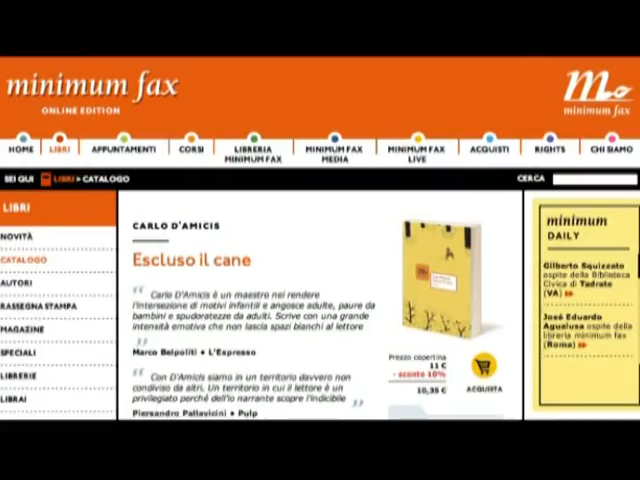 minimum fax
ONLINE EDITION
minimum fax
HOME
LIBRI
APPUNTAMENTI
CORSI
LIBRERIA
MINIMUM FAX
MINIMUM FAX
MEDIA
MINIMUM FAX
LIVE
ACQUISTI
RIGHTS
CHI SIAMO
SEI QUI
LIBRI > CATALOGO
CERCA
LIBRI
NOVITÀ
CATALOGO
AUTORI
RASSEGNA STAMPA
MAGAZINE
SPECIALI
LIBRERIE
LIBRAI
CARLO D'AMICIS
Escluso il cane
“ Carlo D'Amicis è un maestro nel rendere
l'intersezione di motivi infantili e angosce adulte, paure da
bambini e spudoratezze da adulti. Scrive con una grande
intensità emotiva che non lascia spazi bianchi al lettore
”
Marco Belpoliti • L'Espresso
“ Con D'Amicis siamo in un territorio davvero non
condiviso da altri. Un territorio in cui il lettore è un
privilegiato perché dell'io narrante scopre l'indicibile ”
Piersandro Pallavicini • Pulp
Prezzo copertina
11 €
- sconto 10%
10,35 €
ACQUISTA
minimum
DAILY
Gilberto Squizzato
ospite della Biblioteca
Civica di Tradate
(VA)
José Eduardo
Agualusa ospite della
libreria minimum fax
(Roma)